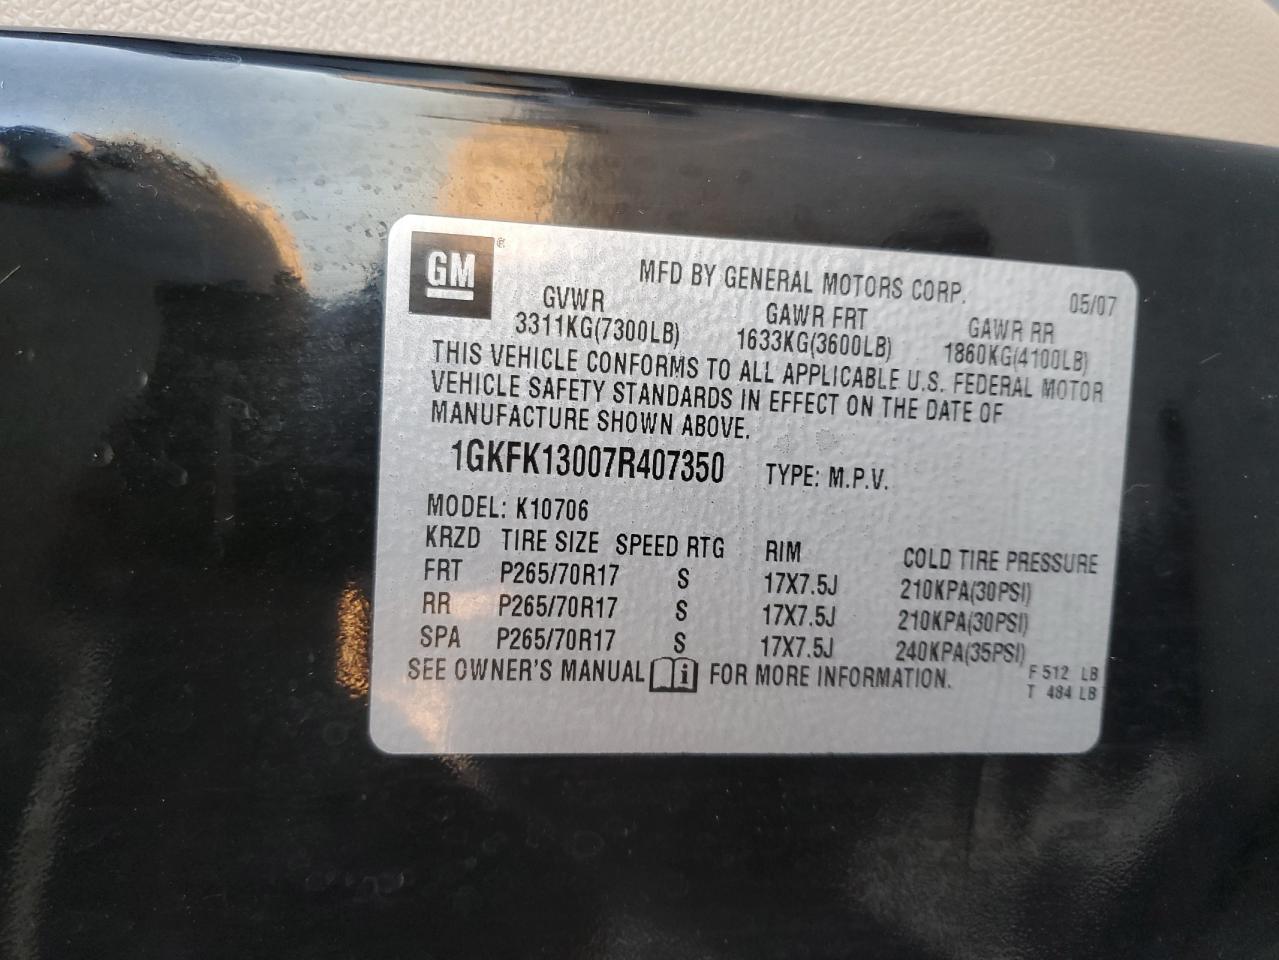 GM
MFD BY GENERAL MOTORS CORP. 05/07
GVWR GAWR FRT GAWR RR
3311KG(7300LB) 1633KG(3600LB) 1860KG(4100LB)
THIS VEHICLE CONFORMS TO ALL APPLICABLE U.S. FEDERAL MOTOR
VEHICLE SAFETY STANDARDS IN EFFECT ON THE DATE OF
MANUFACTURE SHOWN ABOVE.
1GKFK13007R407350 TYPE: M.P.V.
MODEL: K10706
KRZD TIRE SIZE SPEED RTG RIM COLD TIRE PRESSURE
FRT P265/70R17 S 17X7.5J 210KPA(30PSI)
RR P265/70R17 S 17X7.5J 210KPA(30PSI)
SPA P265/70R17 S 17X7.5J 240KPA(35PSI)
SEE OWNER'S MANUAL i FOR MORE INFORMATION.
F 512 LB
T 484 LB